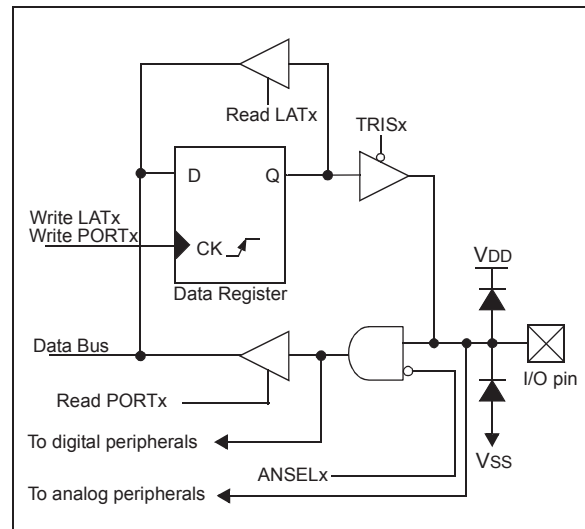 Read LATx
TRISx
D Q
Write LATx
Write PORTx
CK
Data Register
VDD
Data Bus
I/O pin
Read PORTx
To digital peripherals
ANSELx
VSS
To analog peripherals